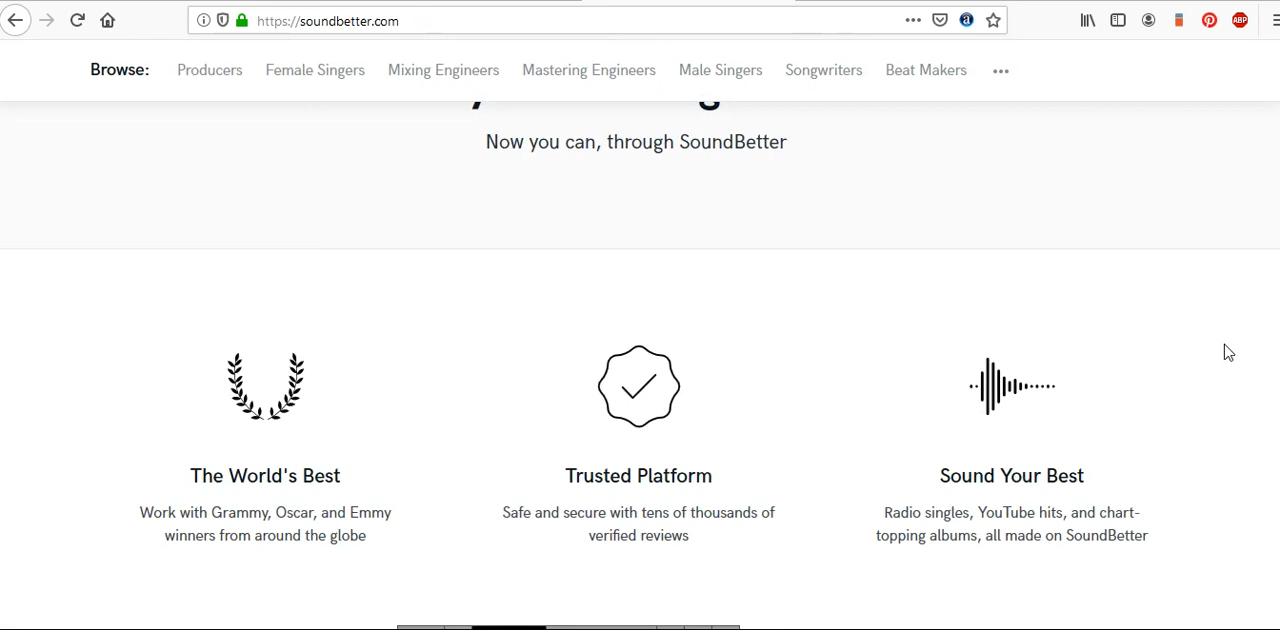 https://soundbetter.com
ABP
Browse: Producers Female Singers Mixing Engineers Mastering Engineers Male Singers Songwriters Beat Makers
Now you can, through SoundBetter
The World's Best
Work with Grammy, Oscar, and Emmy
winners from around the globe
Trusted Platform
Safe and secure with tens of thousands of
verified reviews
Sound Your Best
Radio singles, YouTube hits, and chart-
topping albums, all made on SoundBetter